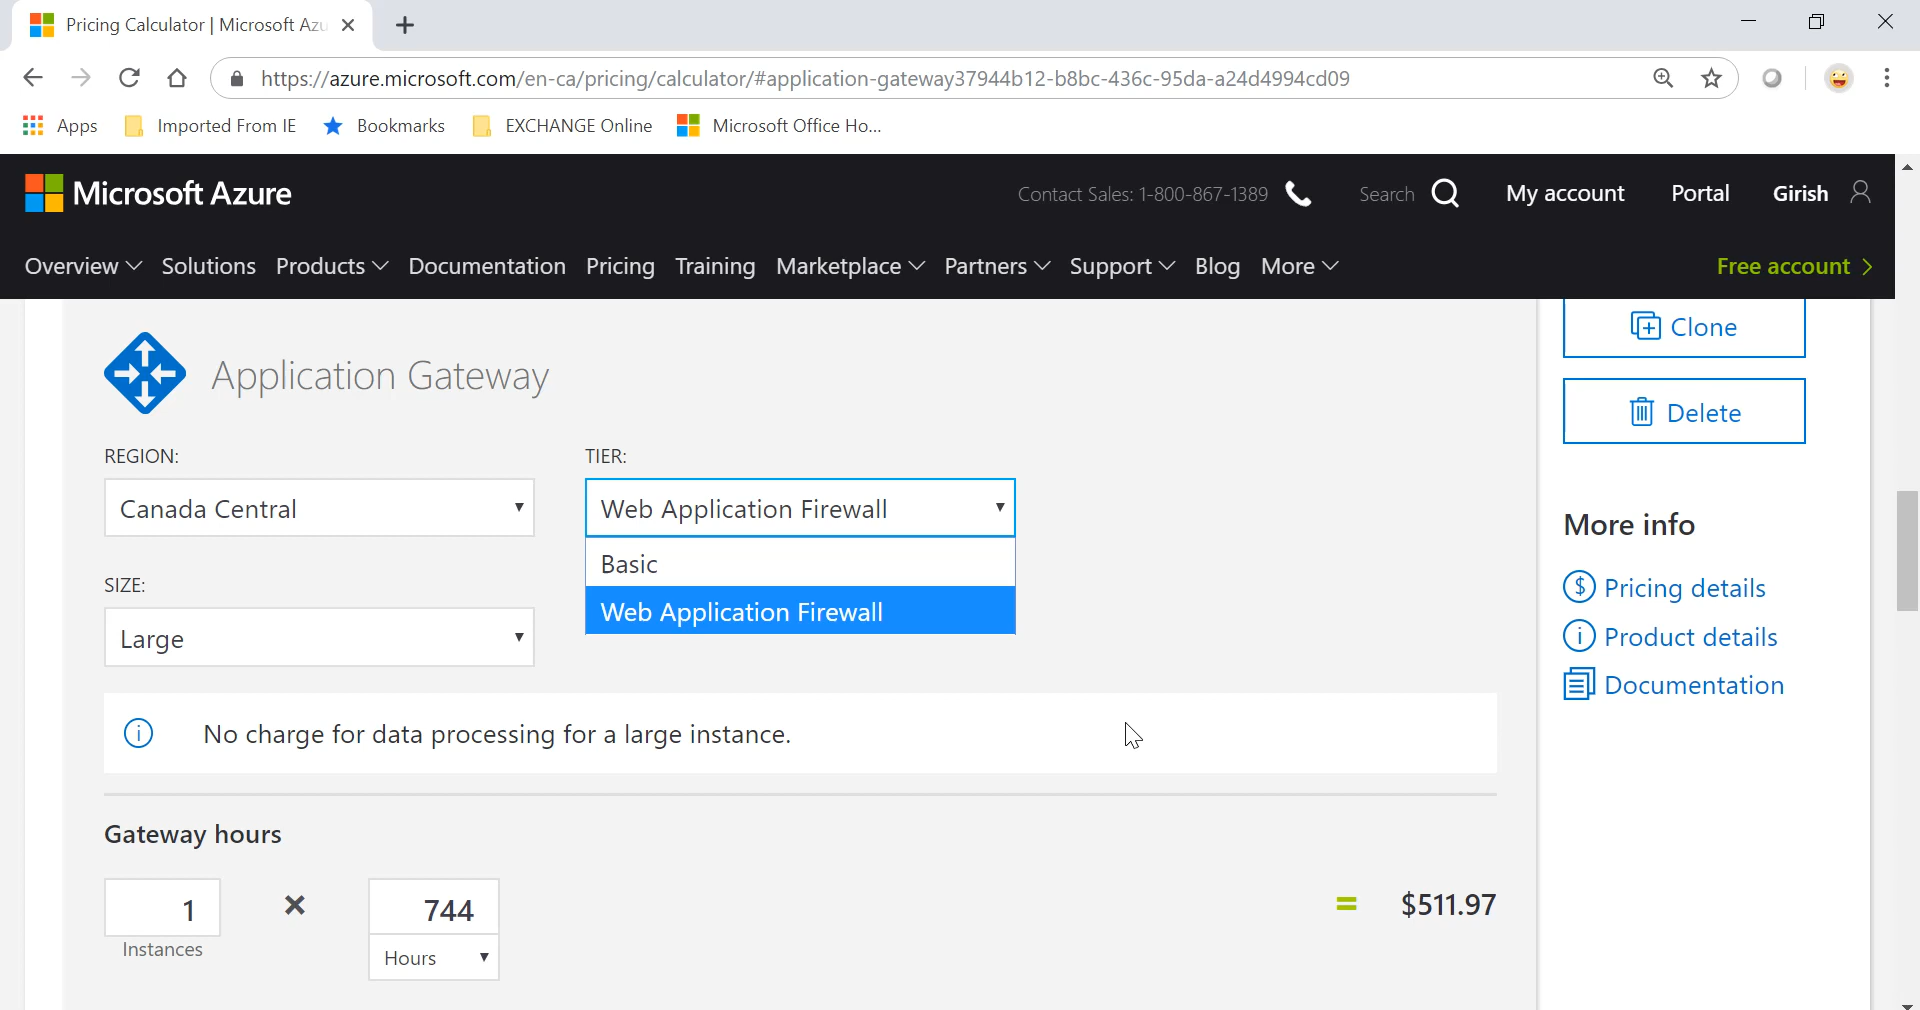 Pricing Calculator | Microsoft Azu
https://azure.microsoft.com/en-ca/pricing/calculator/#application-gateway37944b12-b8bc-436c-95da-a24d4994cd09
Apps Imported From IE Bookmarks EXCHANGE Online Microsoft Office Ho...
Microsoft Azure Contact Sales: 1-800-867-1389 Search My account Portal Girish
Overview Solutions Products Documentation Pricing Training Marketplace Partners Support Blog More Free account
Clone
Application Gateway
Delete
REGION: TIER:
Canada Central Web Application Firewall
More info
Basic
SIZE:
Pricing details
Web Application Firewall
Large
Product details
Documentation
No charge for data processing for a large instance.
Gateway hours
1 × 744 = $511.97
Instances Hours